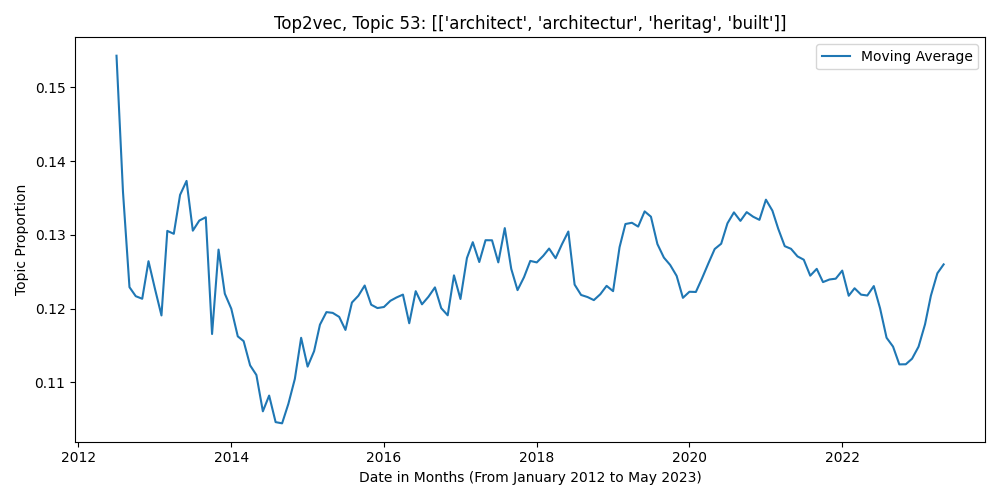 Top2vec, Topic 53: [['architect', 'architectur', 'heritag', 'built']]
Moving Average
0.15
0.14
0.13
0.12
0.11
Topic Proportion
2012 2014 2016 2018 2020 2022
Date in Months (From January 2012 to May 2023)